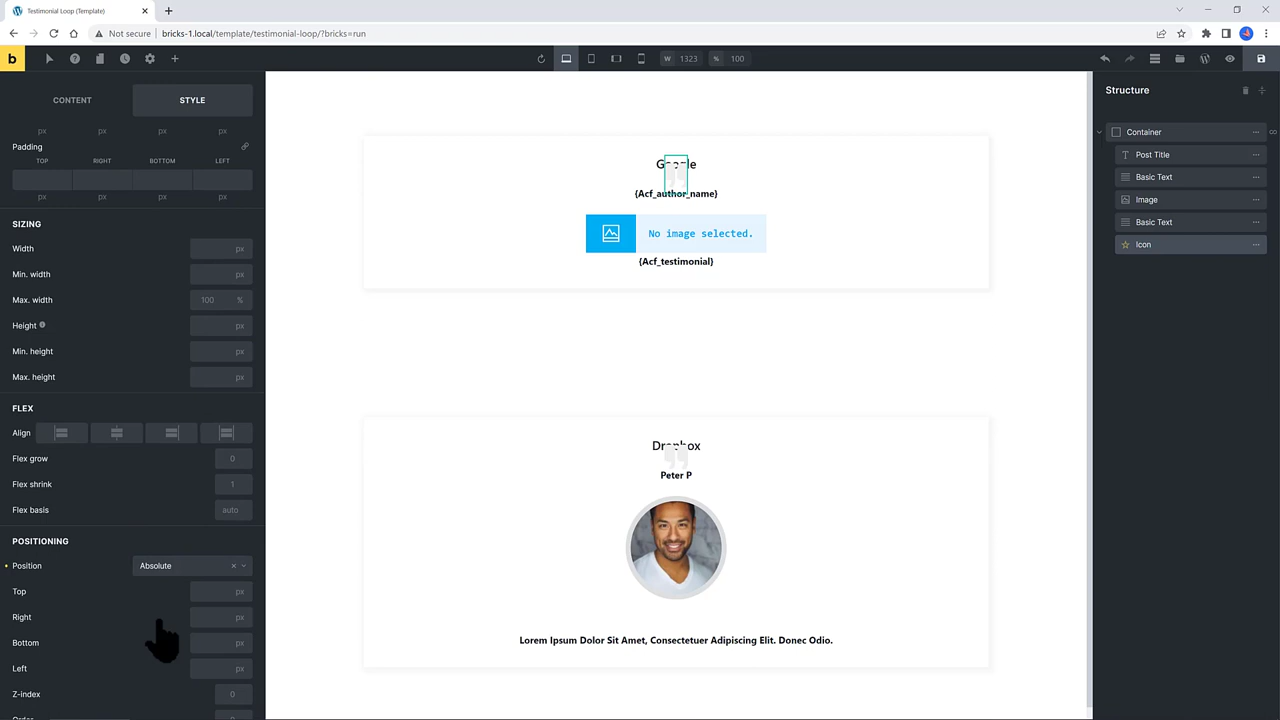 Testimonial Loop (Template)
Not secure
bricks-1.local/template/testimonial-loop/?bricks=run
b
W 1323 % 100
CONTENT STYLE
px px px px
Padding
TOP RIGHT BOTTOM LEFT
px px px px
SIZING
Width px
Min. width px
Max. width 100 %
Height px
Min. height px
Max. height px
FLEX
Align
Flex grow 0
Flex shrink 1
Flex basis auto
POSITIONING
Position Absolute
Top px
Right px
Bottom px
Left px
Z-index 0
Google
{Acf_author_name}
No image selected.
{Acf_testimonial}
Dropbox
Peter P
Lorem Ipsum Dolor Sit Amet, Consectetuer Adipiscing Elit. Donec Odio.
Structure
Container
Post Title
Basic Text
Image
Basic Text
Icon